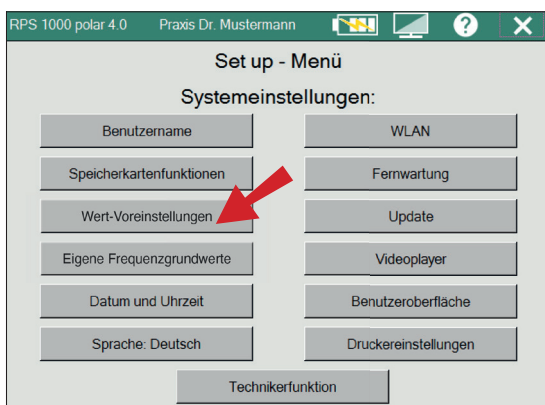 RPS 1000 polar 4.0 Praxis Dr. Mustermann ?
Set up - Menü
Systemeinstellungen:
Benutzername WLAN
Speicherkartenfunktionen Fernwartung
Wert-Voreinstellungen Update
Eigene Frequenzgrundwerte Videoplayer
Datum und Uhrzeit Benutzeroberfläche
Sprache: Deutsch Druckereinstellungen
Technikerfunktion